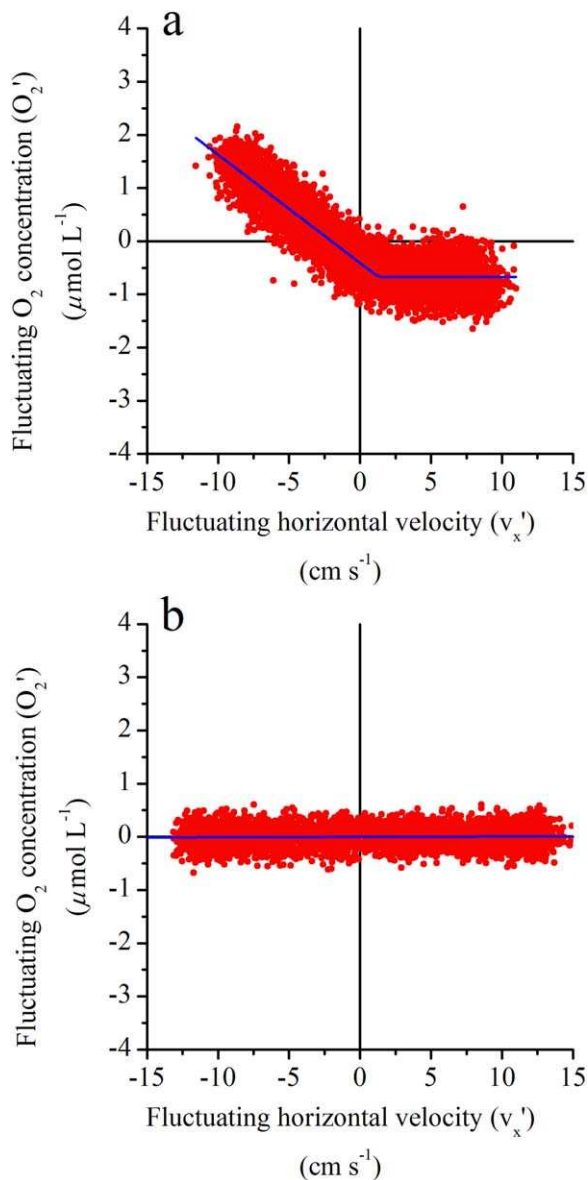 a
4
3
2
1
0
-1
-2
-3
-4
Fluctuating O₂ concentration (O₂')
(μmol L⁻¹)
-15 -10 -5 0 5 10 15
Fluctuating horizontal velocity (vₓ')
(cm s⁻¹)
b
4
3
2
1
0
-1
-2
-3
-4
Fluctuating O₂ concentration (O₂')
(μmol L⁻¹)
-15 -10 -5 0 5 10 15
Fluctuating horizontal velocity (vₓ')
(cm s⁻¹)